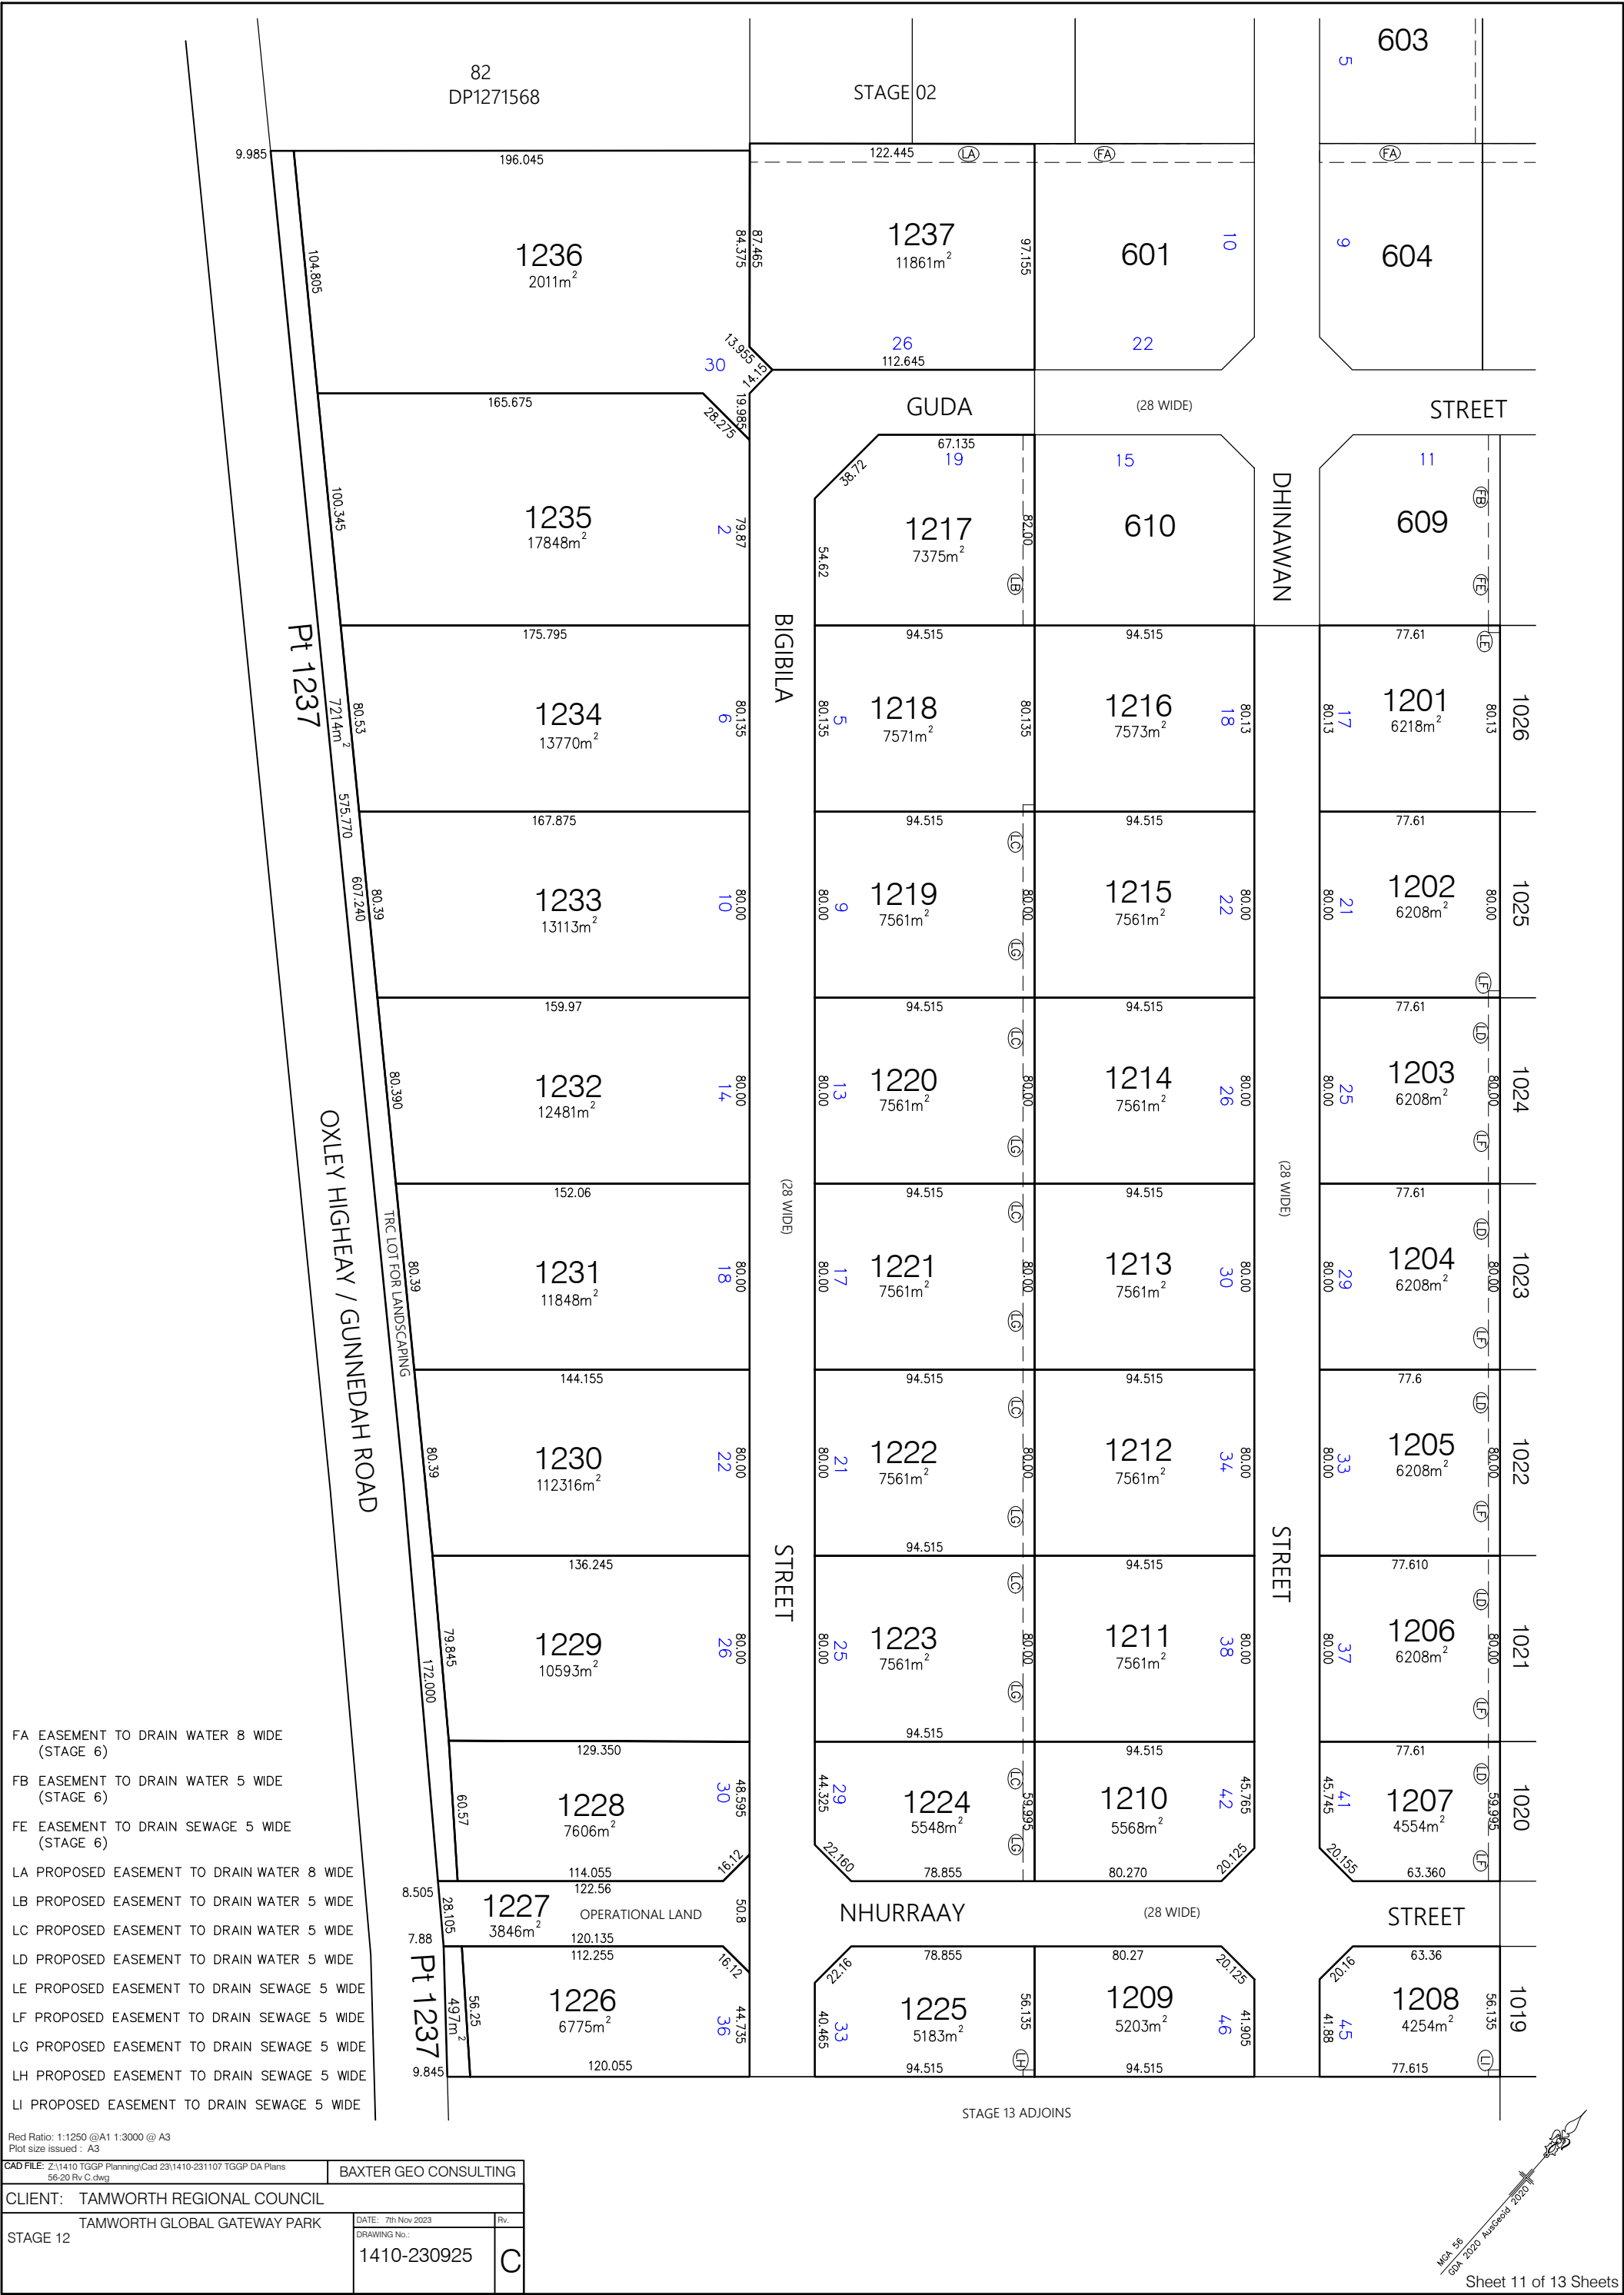 603
5
82
DP1271568
STAGE 02
9.985
196.045
122.445
LA
FA
FA
1236
2011m²
104.805
84.375
87.465
1237
11861m²
97.155
601
10
9
604
13.955
14.15
30
26
112.645
22
165.675
28.275
19.985
GUDA
(28 WIDE)
STREET
67.135
19
15
11
38.72
DHINAWAN
100.345
1235
17848m²
2
79.87
54.62
1217
7375m²
82.00
LB
610
609
FB
FE
Pt 1237
7214m²
175.795
BIGIBILA
94.515
94.515
77.61
LE
80.53
1234
13770m²
6
80.135
80.135
5
1218
7571m²
80.135
1216
7573m²
18
80.13
80.13
17
1201
6218m²
80.13
1026
575.770
167.875
94.515
94.515
77.61
607.240
80.39
1233
13113m²
10
80.00
80.00
9
1219
7561m²
LC
80.00
LG
1215
7561m²
22
80.00
80.00
21
1202
6208m²
80.00
LF
1025
159.97
94.515
94.515
77.61
80.390
1232
12481m²
14
80.00
80.00
13
1220
7561m²
LC
80.00
LG
1214
7561m²
26
80.00
80.00
25
1203
6208m²
LD
80.00
LF
1024
OXLEY HIGHEAY / GUNNEDAH ROAD
TRC LOT FOR LANDSCAPING
152.06
(28 WIDE)
94.515
94.515
(28 WIDE)
77.61
80.39
1231
11848m²
18
80.00
80.00
17
1221
7561m²
LC
80.00
LG
1213
7561m²
30
80.00
80.00
29
1204
6208m²
LD
80.00
LF
1023
144.155
94.515
94.515
77.6
80.39
1230
112316m²
22
80.00
80.00
21
1222
7561m²
LC
80.00
LG
1212
7561m²
34
80.00
80.00
33
1205
6208m²
LD
80.00
LF
1022
94.515
136.245
STREET
94.515
STREET
77.610
79.845
172.000
1229
10593m²
26
80.00
80.00
25
1223
7561m²
LC
80.00
LG
1211
7561m²
38
80.00
80.00
37
1206
6208m²
LD
80.00
LF
1021
94.515
129.350
94.515
77.61
60.57
1228
7606m²
30
48.595
44.325
29
1224
5548m²
LC
59.995
LG
1210
5568m²
42
45.765
45.745
41
1207
4554m²
LD
59.995
LF
1020
114.055
16.12
22.160
78.855
80.270
20.125
20.155
63.360
8.505
122.56
28.105
1227
3846m²
OPERATIONAL LAND
50.8
NHURRAAY
(28 WIDE)
STREET
7.88
120.135
112.255
16.12
22.16
78.855
80.27
20.125
20.16
63.36
Pt 1237
497m²
56.25
1226
6775m²
36
44.735
40.465
33
1225
5183m²
56.135
LH
1209
5203m²
46
41.905
41.88
45
1208
4254m²
56.135
LI
1019
9.845
120.055
94.515
94.515
77.615
STAGE 13 ADJOINS
FA EASEMENT TO DRAIN WATER 8 WIDE
(STAGE 6)
FB EASEMENT TO DRAIN WATER 5 WIDE
(STAGE 6)
FE EASEMENT TO DRAIN SEWAGE 5 WIDE
(STAGE 6)
LA PROPOSED EASEMENT TO DRAIN WATER 8 WIDE
LB PROPOSED EASEMENT TO DRAIN WATER 5 WIDE
LC PROPOSED EASEMENT TO DRAIN WATER 5 WIDE
LD PROPOSED EASEMENT TO DRAIN WATER 5 WIDE
LE PROPOSED EASEMENT TO DRAIN SEWAGE 5 WIDE
LF PROPOSED EASEMENT TO DRAIN SEWAGE 5 WIDE
LG PROPOSED EASEMENT TO DRAIN SEWAGE 5 WIDE
LH PROPOSED EASEMENT TO DRAIN SEWAGE 5 WIDE
LI PROPOSED EASEMENT TO DRAIN SEWAGE 5 WIDE
Red Ratio: 1:1250 @A1 1:3000 @ A3
Plot size issued : A3
CAD FILE: Z:\1410 TGGP Planning\Cad 23\1410-231107 TGGP DA Plans
56-20 Rv C.dwg
BAXTER GEO CONSULTING
CLIENT: TAMWORTH REGIONAL COUNCIL
TAMWORTH GLOBAL GATEWAY PARK
STAGE 12
DATE: 7th Nov 2023
Rv.
DRAWING No.:
1410-230925
C
MGA 56
GDA 2020 AusGeoid 2020
Sheet 11 of 13 Sheets